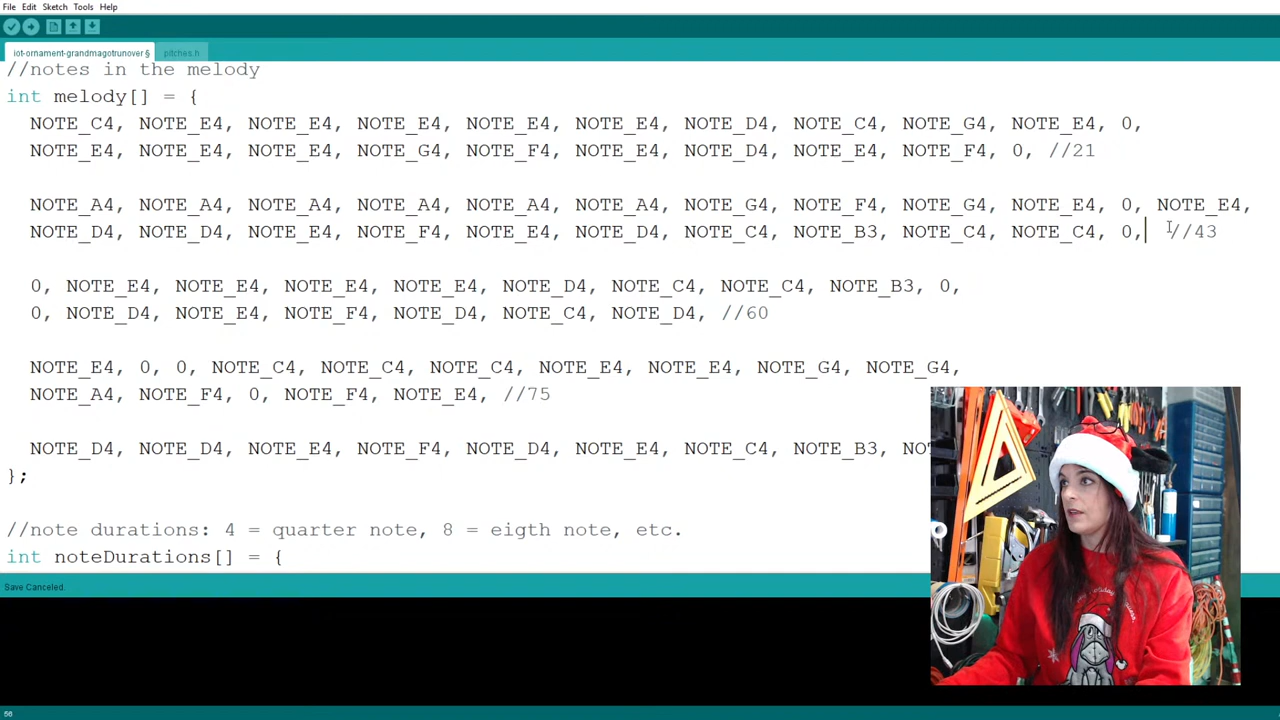 File Edit Sketch Tools Help
iot-ornament-grandmagotrunover § pitches.h
//notes in the melody
int melody[] = {
NOTE_C4, NOTE_E4, NOTE_E4, NOTE_E4, NOTE_E4, NOTE_E4, NOTE_D4, NOTE_C4, NOTE_G4, NOTE_E4, 0,
NOTE_E4, NOTE_E4, NOTE_E4, NOTE_G4, NOTE_F4, NOTE_E4, NOTE_D4, NOTE_E4, NOTE_F4, 0, //21
NOTE_A4, NOTE_A4, NOTE_A4, NOTE_A4, NOTE_A4, NOTE_A4, NOTE_G4, NOTE_F4, NOTE_G4, NOTE_E4, 0, NOTE_E4,
NOTE_D4, NOTE_D4, NOTE_E4, NOTE_F4, NOTE_E4, NOTE_D4, NOTE_C4, NOTE_B3, NOTE_C4, NOTE_C4, 0, //43
0, NOTE_E4, NOTE_E4, NOTE_E4, NOTE_E4, NOTE_D4, NOTE_C4, NOTE_C4, NOTE_B3, 0,
0, NOTE_D4, NOTE_E4, NOTE_F4, NOTE_D4, NOTE_C4, NOTE_D4, //60
NOTE_E4, 0, 0, NOTE_C4, NOTE_C4, NOTE_C4, NOTE_E4, NOTE_E4, NOTE_G4, NOTE_G4,
NOTE_A4, NOTE_F4, 0, NOTE_F4, NOTE_E4, //75
NOTE_D4, NOTE_D4, NOTE_E4, NOTE_F4, NOTE_D4, NOTE_E4, NOTE_C4, NOTE_B3,
};
//note durations: 4 = quarter note, 8 = eigth note, etc.
int noteDurations[] = {
Save Canceled.
56